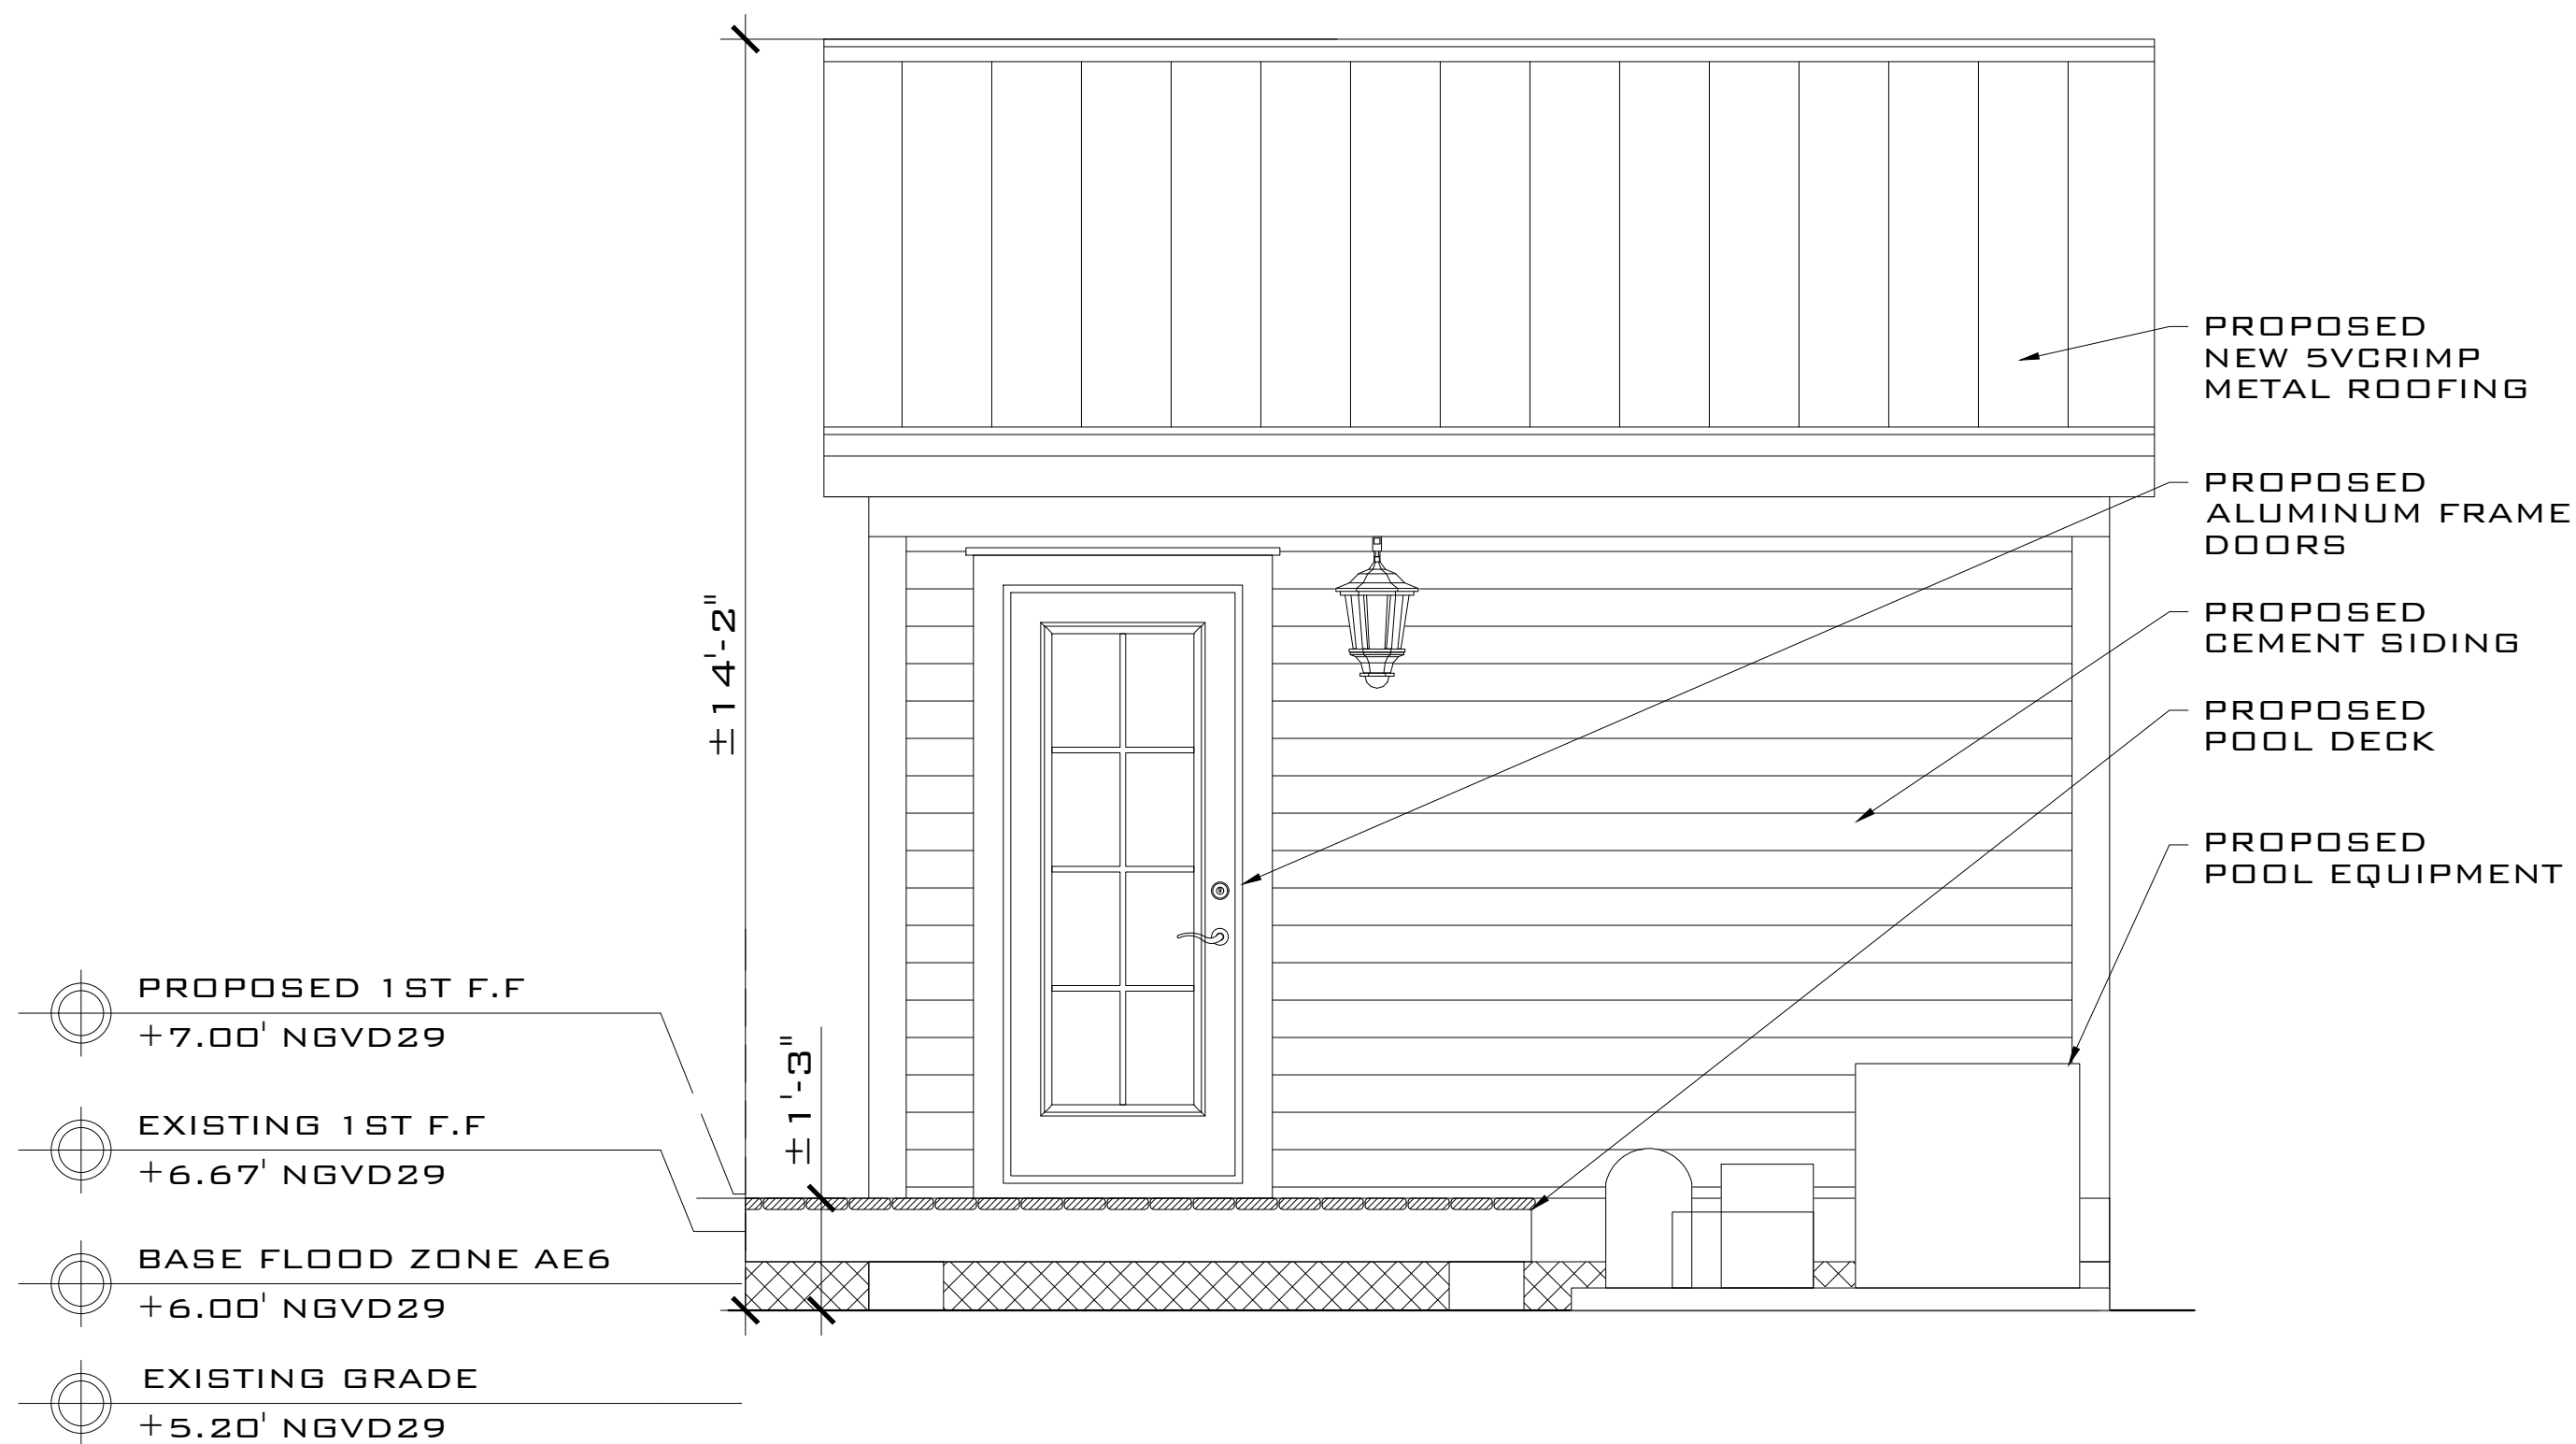 PROPOSED
NEW 5VCRIMP
METAL ROOFING
PROPOSED
ALUMINUM FRAME
DOORS
PROPOSED
CEMENT SIDING
PROPOSED
POOL DECK
PROPOSED
POOL EQUIPMENT
±14'-2"
±1'-3"
PROPOSED 1ST F.F
+7.00' NGVD29
EXISTING 1ST F.F
+6.67' NGVD29
BASE FLOOD ZONE AE6
+6.00' NGVD29
EXISTING GRADE
+5.20' NGVD29